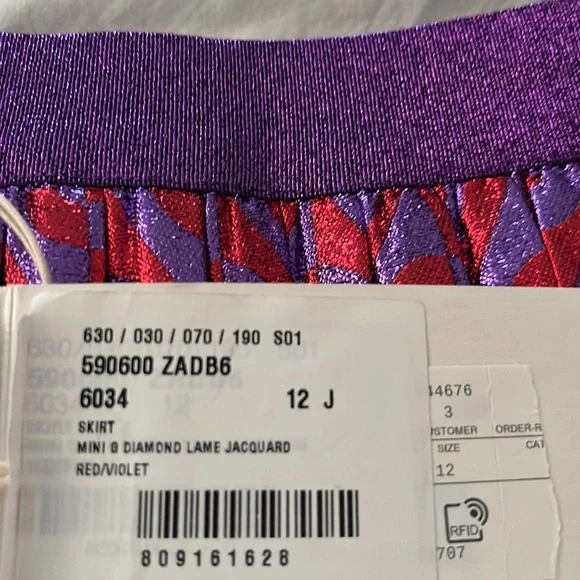 630 / 030 / 070 / 190 S01
590600 ZADB6
6034 12 J
SKIRT
MINI G DIAMOND LAME JACQUARD
RED/VIOLET
809161628
44676
3
STOMER ORDER-R
SIZE CAT
12
RFID
707